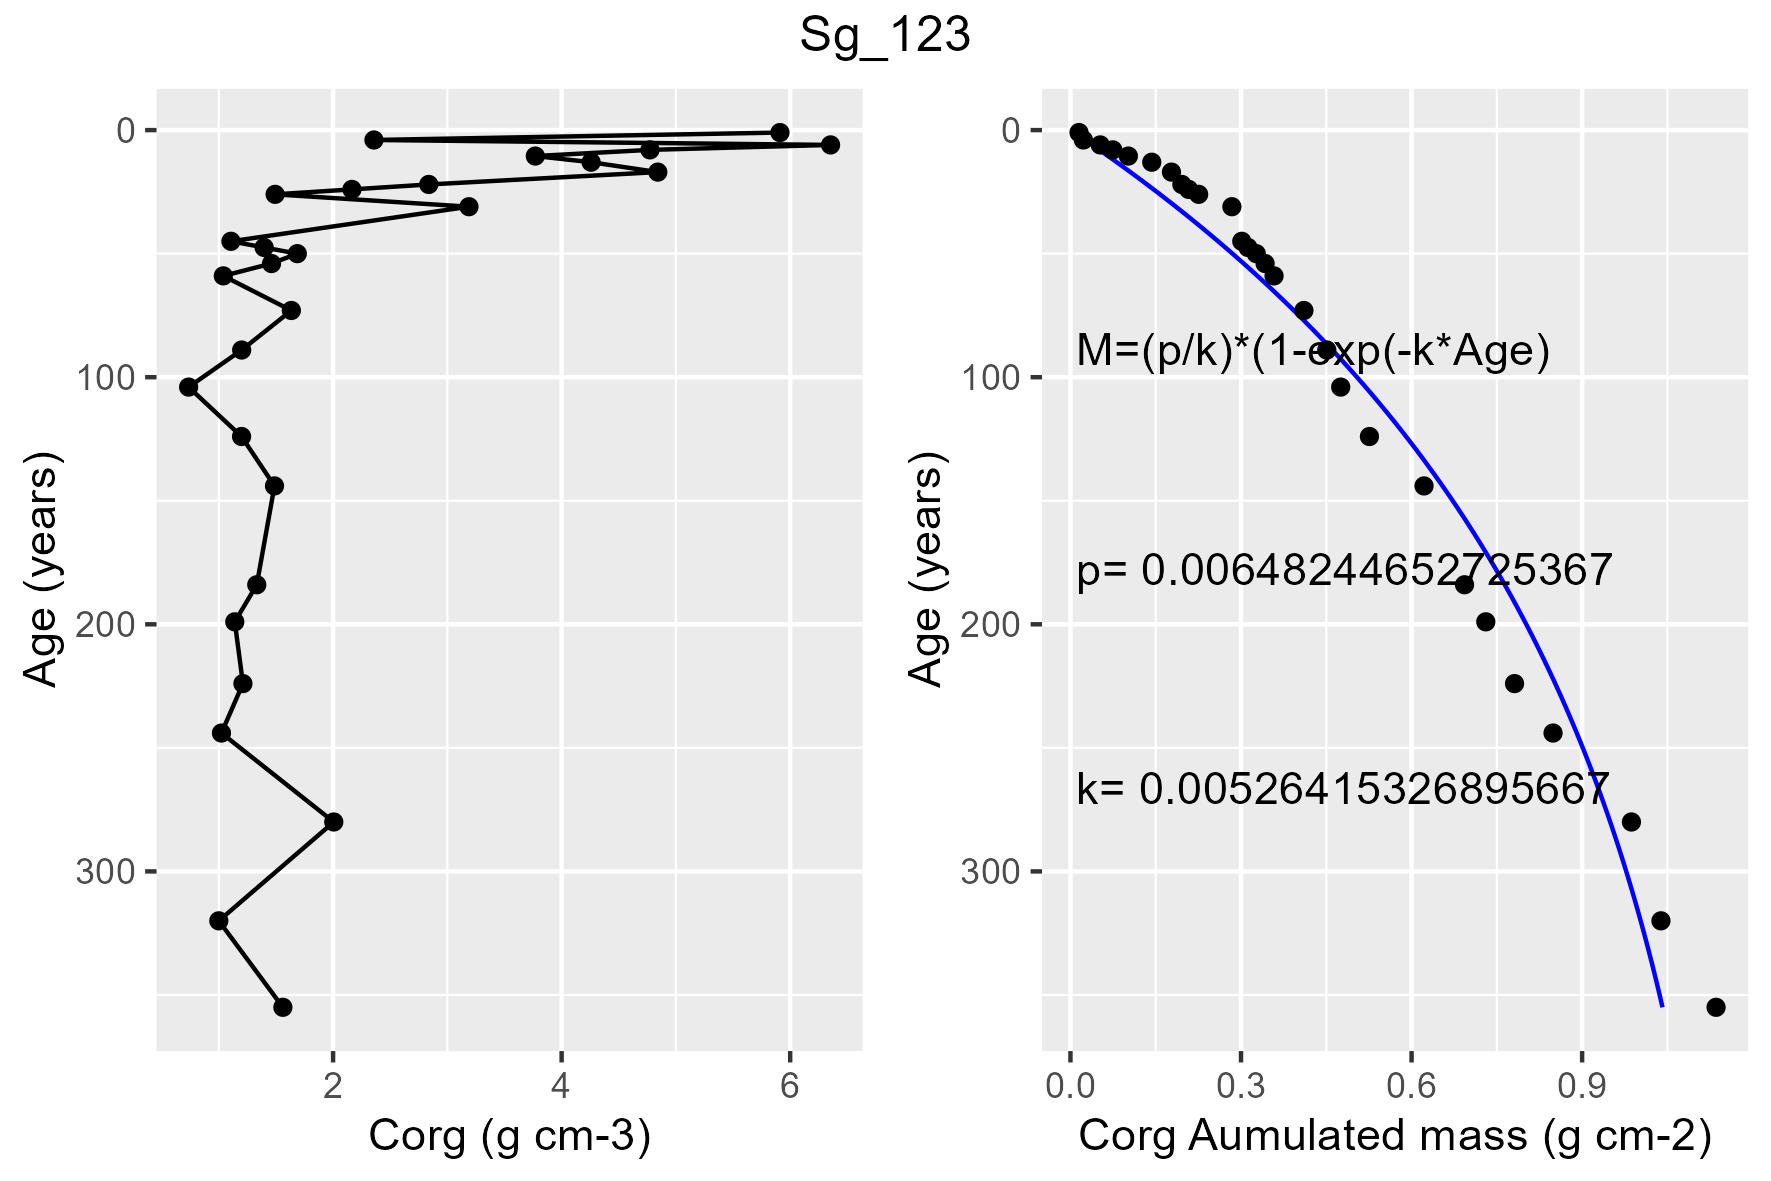 Sg_123
0
100
200
300
Age (years)
2
4
6
Corg (g cm-3)
0
100
200
300
Age (years)
M=(p/k)*(1-exp(-k*Age)
p= 0.00648244652725367
k= 0.00526415326895667
0.0
0.3
0.6
0.9
Corg Aumulated mass (g cm-2)